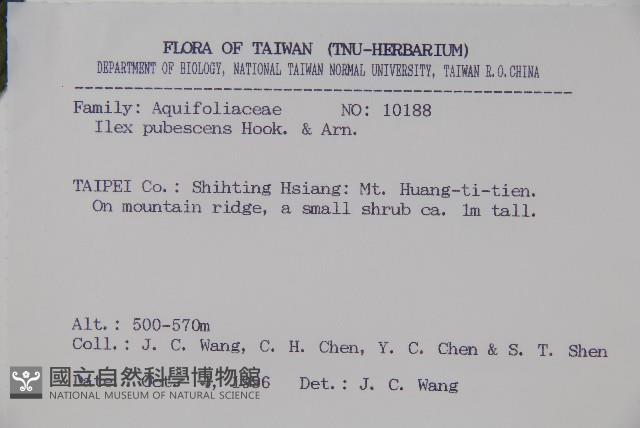 FLORA OF TAIWAN (TNU-HERBARIUM)
DEPARTMENT OF BIOLOGY, NATIONAL TAIWAN NORMAL UNIVERSITY, TAIWAN R.O.CHINA
Family: Aquifoliaceae NO: 10188
Ilex pubescens Hook. & Arn.
TAIPEI Co.: Shihting Hsiang: Mt. Huang-ti-tien.
On mountain ridge, a small shrub ca. 1m tall.
Alt.: 500-570m
Coll.: J. C. Wang, C. H. Chen, Y. C. Chen & S. T. Shen
Date: Oct. , 1996 Det.: J. C. Wang
國立自然科學博物館
NATIONAL MUSEUM OF NATURAL SCIENCE